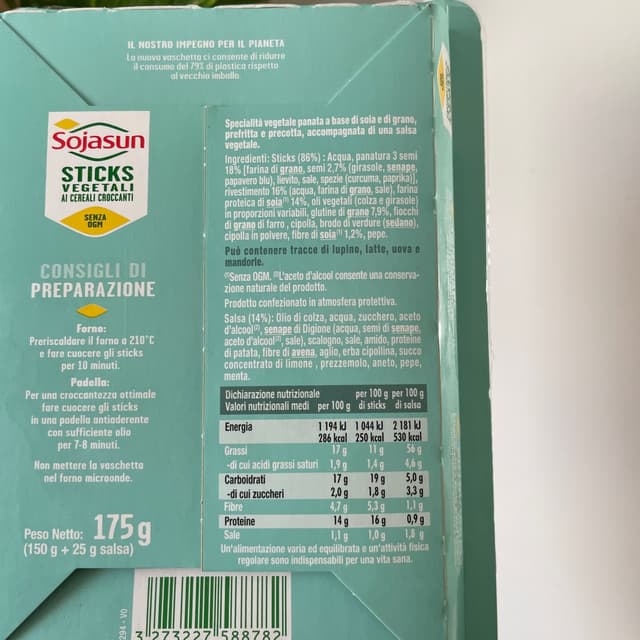 IL NOSTRO IMPEGNO PER IL PIANETA
La nuova vaschetta ci consente di ridurre
il consumo del 79% di plastica rispetto
al vecchio imballo.
Sojasun
STICKS
VEGETALI
AI CEREALI CROCCANTI
SENZA
OGM
CONSIGLI DI
PREPARAZIONE
Forno:
Preriscaldare il forno a 210°C
e fare cuocere gli sticks
per 10 minuti.
Padella:
Per una croccantezza ottimale
fare cuocere gli sticks
in una padella antiaderente
con sufficiente olio
per 7-8 minuti.
Non mettere la vaschetta
nel forno microonde.
Peso Netto: 175 g
(150 g + 25 g salsa)
Specialità vegetale panata a base di soia e di grano,
prefritta e precotta, accompagnata di una salsa
vegetale.
Ingredienti: Sticks (86%) : Acqua, panatura 3 semi
18% [farina di grano, semi 2,7% (girasole, senape,
papavero blu), lievito, sale, spezie (curcuma, paprika)],
rivestimento 16% (acqua, farina di grano, sale), farina
proteica di soia⁽¹⁾ 14%, oli vegetali (colza e girasole)
in proporzioni variabili, glutine di grano 7,9%, fiocchi
di grano di farro , cipolla, brodo di verdure (sedano),
cipolla in polvere, fibre di soia⁽¹⁾ 1,2%, pepe.
Può contenere tracce di lupino, latte, uova e
mandorle.
⁽¹⁾Senza OGM. ⁽²⁾L'aceto d'alcool consente una conserva-
zione naturale del prodotto.
Prodotto confezionato in atmosfera protettiva.
Salsa (14%): Olio di colza, acqua, zucchero, aceto
d'alcool⁽²⁾, senape di Digione (acqua, semi di senape,
aceto d'alcool⁽²⁾, sale), scalogno, sale, amido, proteine
di patata, fibre di avena, aglio, erba cipollina, succo
concentrato di limone , prezzemolo, aneto, pepe,
menta.
Dichiarazione nutrizionale per 100 g per 100 g
Valori nutrizionali medi per 100 g di sticks di salsa
Energia 1 194 kJ 1 044 kJ 2 181 kJ
286 kcal 250 kcal 530 kcal
Grassi 17 g 11 g 56 g
-di cui acidi grassi saturi 1,9 g 1,4 g 4,6 g
Carboidrati 17 g 19 g 5,0 g
-di cui zuccheri 2,0 g 1,8 g 3,3 g
Fibre 4,7 g 5,3 g 1,1 g
Proteine 14 g 16 g 0,9 g
Sale 1,1 g 1,0 g 1,8 g
Un'alimentazione varia ed equilibrata e un'attività fisica
regolare sono indispensabili per una vita sana.
3 273227 588782